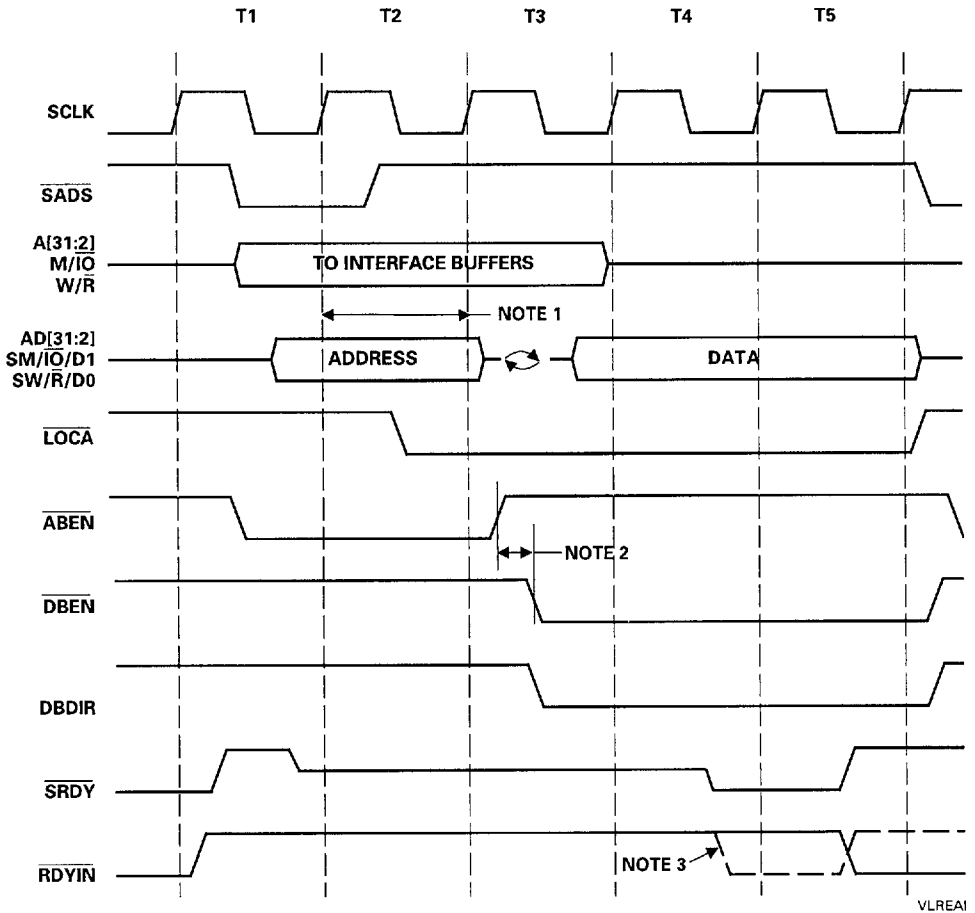 T1 T2 T3 T4 T5
SCLK
SADS
A[31:2]
M/IO
W/R
TO INTERFACE BUFFERS
NOTE 1
AD[31:2]
SM/IO/D1
SW/R/D0
ADDRESS
DATA
LOCA
ABEN
NOTE 2
DBEN
DBDIR
SRDY
NOTE 3
RDYIN